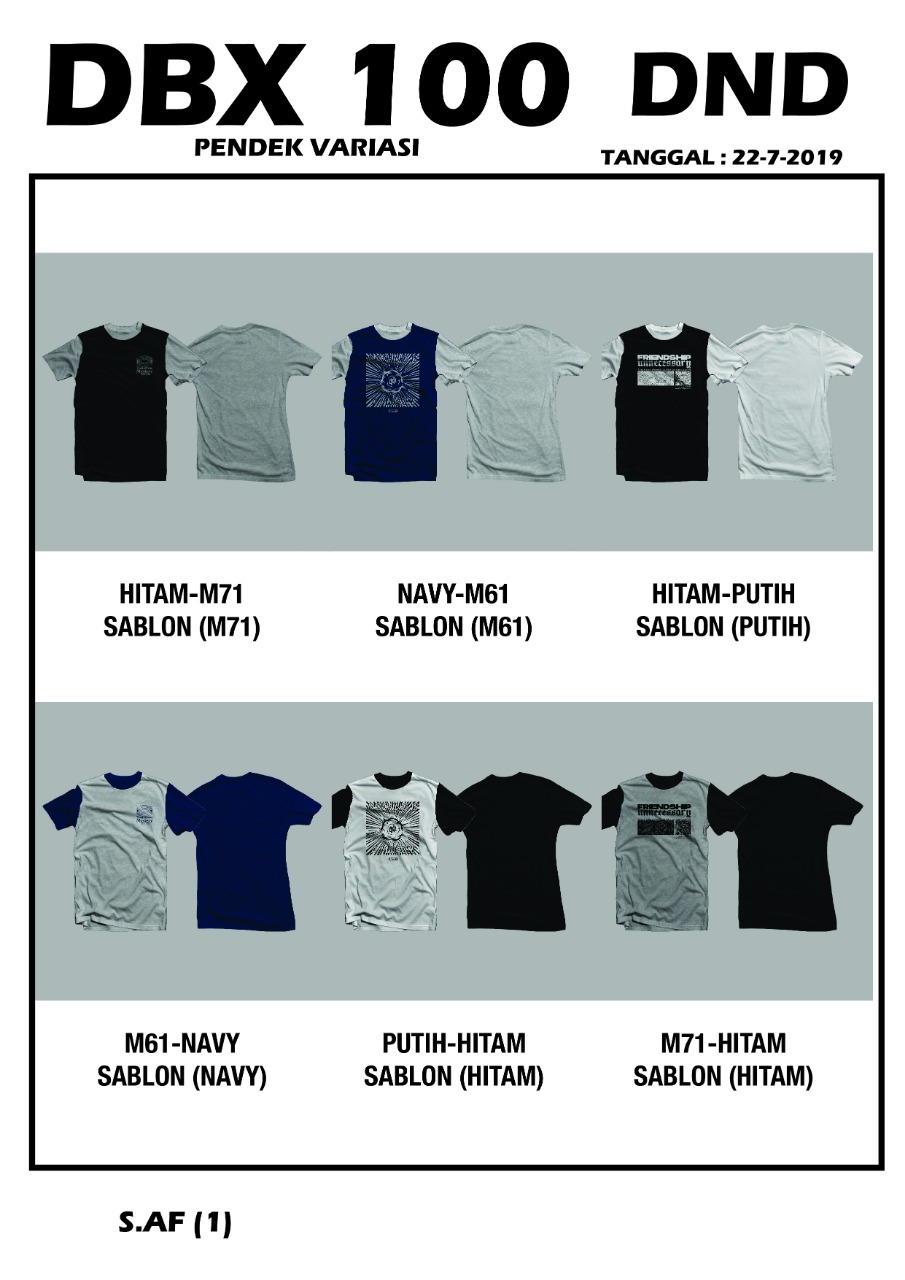 DBX 100 DND
PENDEK VARIASI
TANGGAL : 22-7-2019
FRIENDSHIP
unnecessary
HITAM-M71
SABLON (M71)
NAVY-M61
SABLON (M61)
HITAM-PUTIH
SABLON (PUTIH)
FRIENDSHIP
unnecessary
M61-NAVY
SABLON (NAVY)
PUTIH-HITAM
SABLON (HITAM)
M71-HITAM
SABLON (HITAM)
S.AF (1)